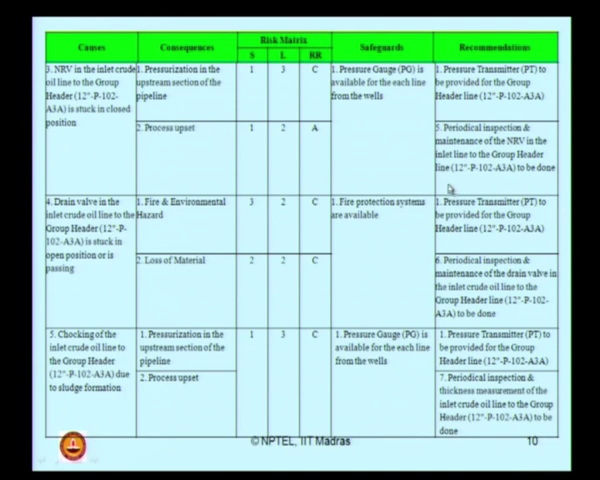 Causes Consequences Risk Matrix Safeguards Recommendations
S L RR
3. NRV in the inlet crude
oil line to the Group
Header (12"-P-102-
A3A) is stuck in closed
position
1. Pressurization in the
upstream section of the
pipeline
1 3 C
1. Pressure Gauge (PG) is
available for the each line
from the wells
1. Pressure Transmitter (PT) to
be provided for the Group
Header line (12"-P-102-A3A)
2. Process upset
1 2 A
5. Periodical inspection &
maintenance of the NRV in the
inlet line to the Group Header
line (12"-P-102-A3A) to be done
4. Drain valve in the
inlet crude oil line to the
Group Header (12"-P-
102-A3A) is stuck in
open position or is
passing
1. Fire & Environmental
Hazard
3 2 C
1. Fire protection systems
are available
1. Pressure Transmitter (PT) to
be provided for the Group
Header line (12"-P-102-A3A)
2. Loss of Material
2 2 C
6. Periodical inspection &
maintenance of the drain valve in
the inlet crude oil line to the
Group Header line (12"-P-102-
A3A) to be done
5. Chocking of the
inlet crude oil line to
the Group Header
(12"-P-102-A3A) due
to sludge formation
1. Pressurization in the
upstream section of the
pipeline
1 3 C
1. Pressure Gauge (PG) is
available for the each line
from the wells
1. Pressure Transmitter (PT) to
be provided for the Group
Header line (12"-P-102-A3A)
2. Process upset
7. Periodical inspection &
thickness measurement of the
inlet crude oil line to the Group
Header (12"-P-102-A3A) to be
done
© NPTEL, IIT Madras
10